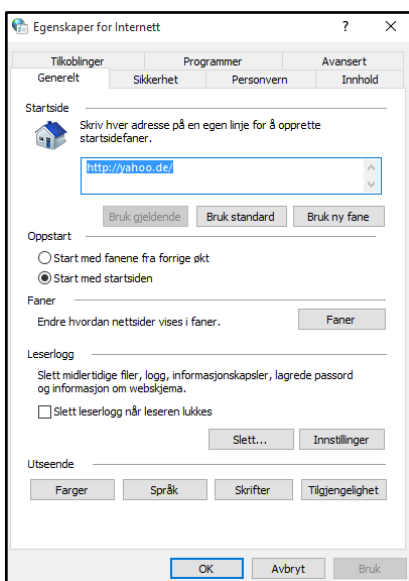 Egenskaper for Internett
?
Tilkoblinger Programmer Avansert
Generelt Sikkerhet Personvern Innhold
Startside
Skriv hver adresse på en egen linje for å opprette
startsidefaner.
http://yahoo.de/
Bruk gjeldende Bruk standard Bruk ny fane
Oppstart
Start med fanene fra forrige økt
Start med startsiden
Faner
Endre hvordan nettsider vises i faner. Faner
Leserlogg
Slett midlertidige filer, logg, informasjonskapsler, lagrede passord
og informasjon om webskjema.
Slett leserlogg når leseren lukkes
Slett... Innstillinger
Utseende
Farger Språk Skrifter Tilgjengelighet
OK Avbryt Bruk